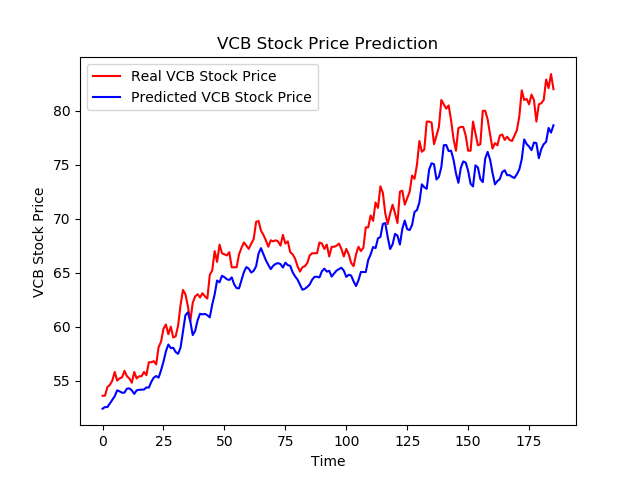 VCB Stock Price Prediction
Real VCB Stock Price
Predicted VCB Stock Price
80
75
70
65
60
55
VCB Stock Price
0 25 50 75 100 125 150 175
Time